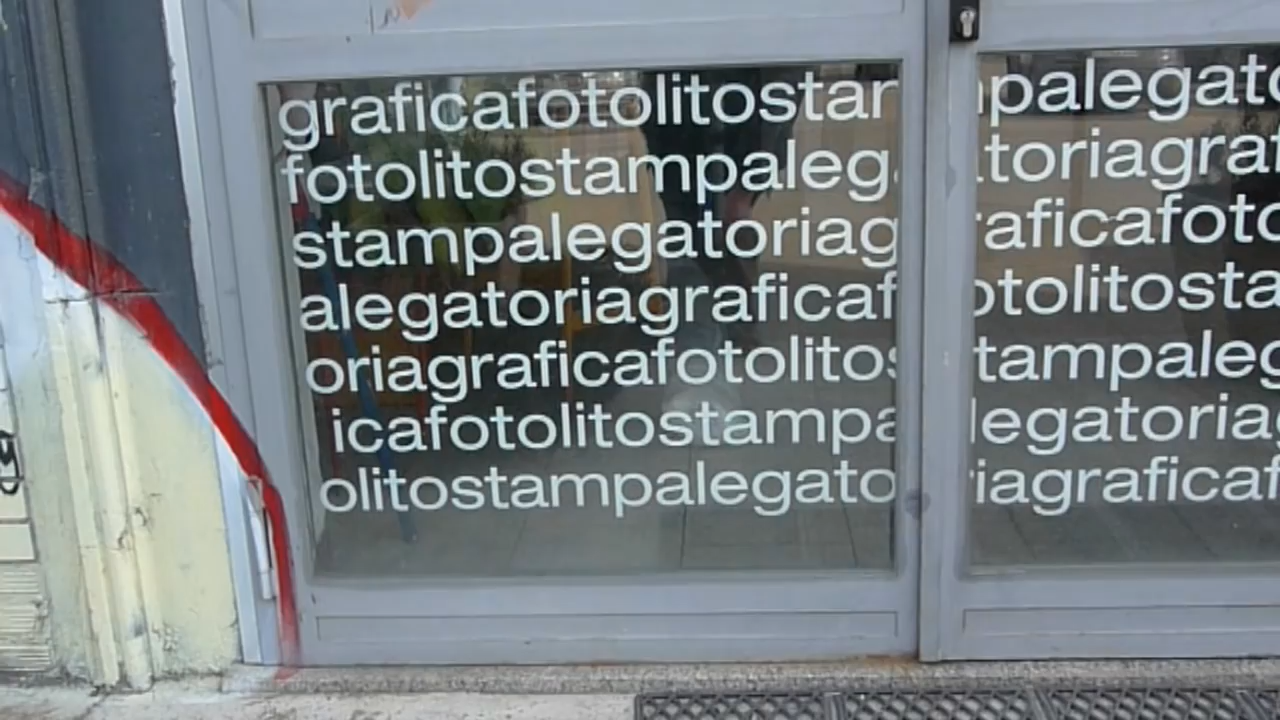 graficafotolitostampalegato
fotolitostampalegatoriagraf
stampalegatoriagraficafoto
alegatoriagraficafotolitosta
oriagraficafotolitostampaleg
icafotolitostampalegatoriag
olitostampalegatoriagraficaf